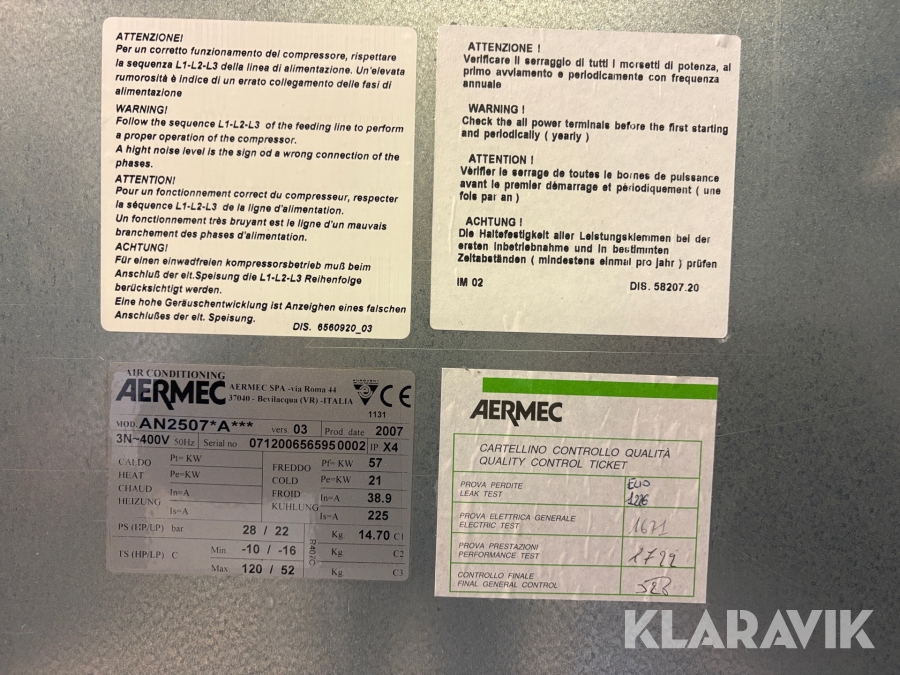 ATTENZIONE!
Per un corretto funzionamento del compressore, rispettare
la sequenza L1-L2-L3 della linea di alimentazione. Un'elevata
rumorosità è indice di un errato collegamento delle fasi di
alimentazione
WARNING!
Follow the sequence L1-L2-L3 of the feeding line to perform
a proper operation of the compressor.
A hight noise level is the sign od a wrong connection of the
phases.
ATTENTION!
Pour un fonctionnement correct du compresseur, respecter
la séquence L1-L2-L3 de la ligne d'alimentation.
Un fonctionnement très bruyant est le ligne d'un mauvais
branchement des phases d'alimentation.
ACHTUNG!
Für einen einwadfreien kompressorsbetrieb muß beim
Anschluß der elt.Speisung die L1-L2-L3 Reihenfolge
berücksichtigt werden.
Eine hohe Geräuschentwicklung ist Anzeighen eines falschen
Anschlußes der elt. Speisung.
DIS. 6560920_03
ATTENZIONE !
Verificare il serraggio di tutti i morsetti di potenza, al
primo avviamento e periodicamente con frequenza
annuale
WARNING !
Check the all power terminals before the first starting
and periodically ( yearly )
ATTENTION !
Vérifier le serrage de toutes le bornes de puissance
avant le premier démarrage et périodiquement ( une
fois par an )
ACHTUNG !
Die Haltefestigkeit aller Leistungsklemmen bei der
ersten Inbetriebnahme und in bestimmten
Zeitabständen ( mindestens einmal pro jahr ) prüfen
IM 02 DIS. 58207.20
AIR CONDITIONING
AERMEC AERMEC SPA -via Roma 44
37040 - Bevilacqua (VR) -ITALIA
CE
1131
MOD. AN2507*A*** vers. 03 Prod. date 2007
3N~400V 50Hz Serial no 0712006565950002 IP X4
CALDO
HEAT
CHAUD
HEIZUNG
Pt= KW
Pe=KW
In=A
Is=A
FREDDO
COLD
FROID
KUHLUNG
Pf= KW 57
Pe=KW 21
In=A 38.9
Is=A 225
PS (HP/LP) bar 28 / 22
TS (HP/LP) C Min -10 / -16
Max 120 / 52
R407C
Kg 14.70 C1
Kg C2
Kg C3
AERMEC
CARTELLINO CONTROLLO QUALITÀ
QUALITY CONTROL TICKET
PROVA PERDITE
LEAK TEST
PROVA ELETTRICA GENERALE
ELECTRIC TEST
1671
PROVA PRESTAZIONI
PERFORMANCE TEST
CONTROLLO FINALE
FINAL GENERAL CONTROL
KLARAVIK